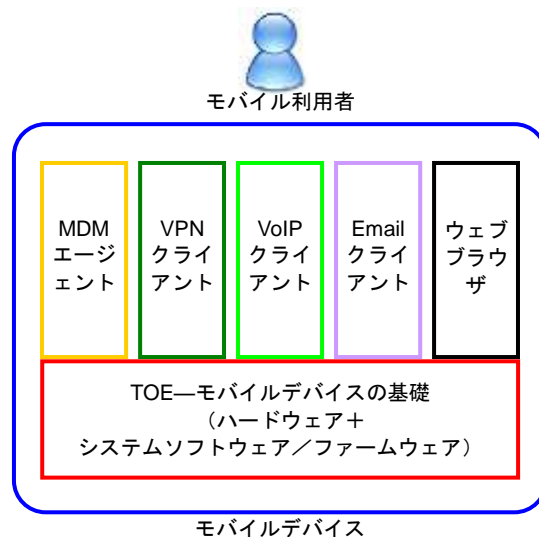 モバイル利用者
MDM
エージ
ェント
VPN
クライ
アント
VoIP
クライ
アント
Email
クライ
アント
ウェブ
ブラウ
ザ
TOE―モバイルデバイスの基礎
（ハードウェア＋
システムソフトウェア／ファームウェア）
モバイルデバイス